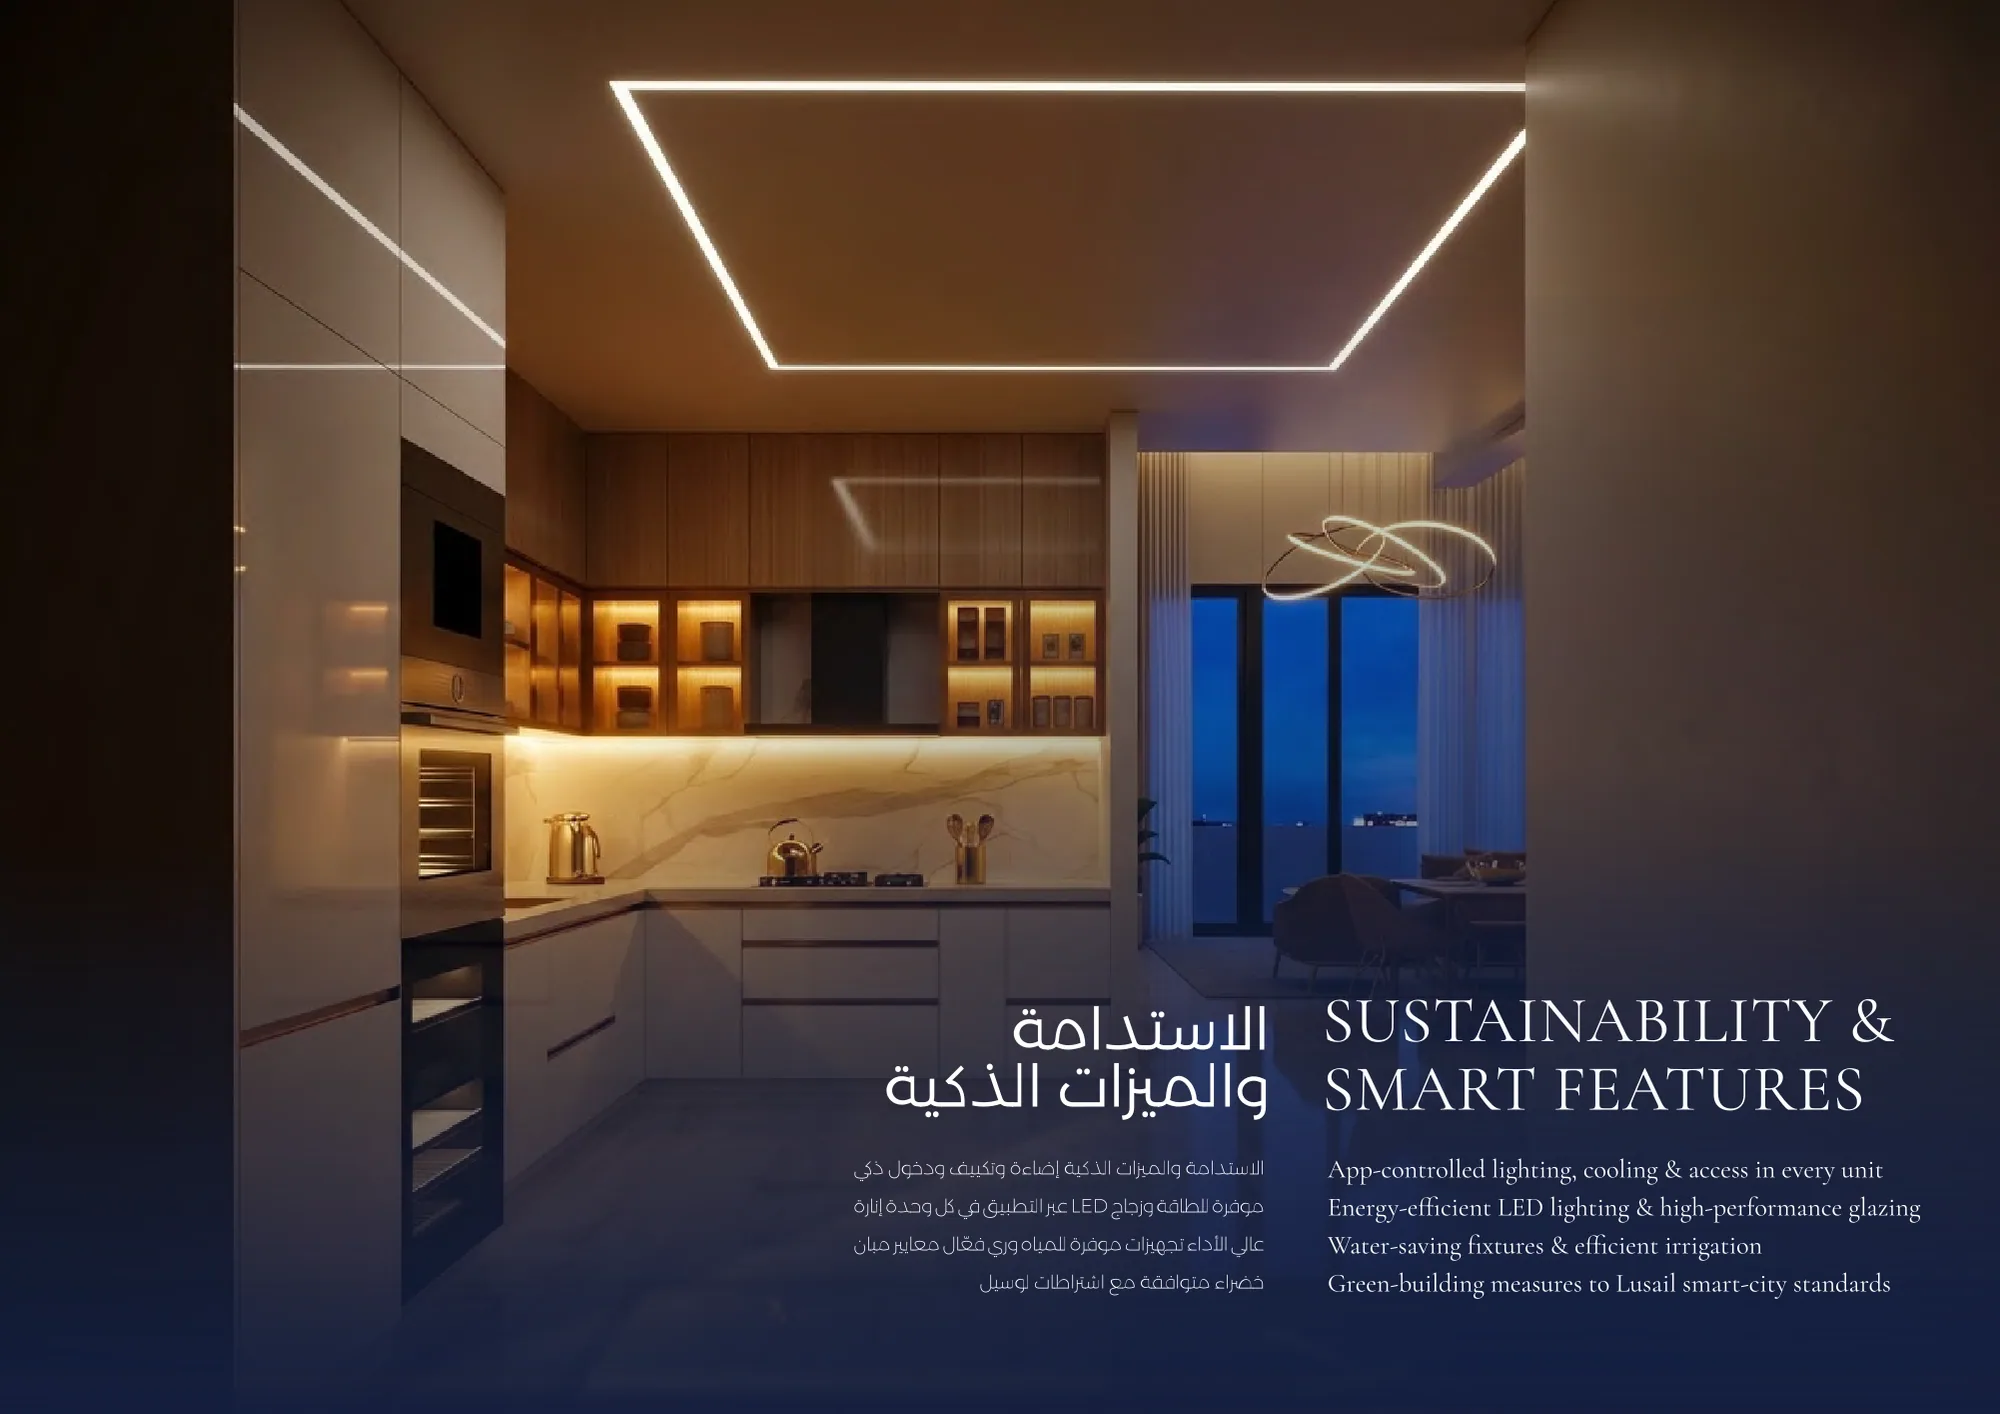 الاستدامة
والميزات الذكية
الاستدامة والميزات الذكية إضاءة وتكييف ودخول ذكي
موفرة للطاقة وزجاج LED عبر التطبيق في كل وحدة إنارة
عالي الأداء تجهيزات موفرة للمياه وري فعّال معايير مبان
خضراء متوافقة مع اشتراطات لوسيل
SUSTAINABILITY &
SMART FEATURES
App-controlled lighting, cooling & access in every unit
Energy-efficient LED lighting & high-performance glazing
Water-saving fixtures & efficient irrigation
Green-building measures to Lusail smart-city standards